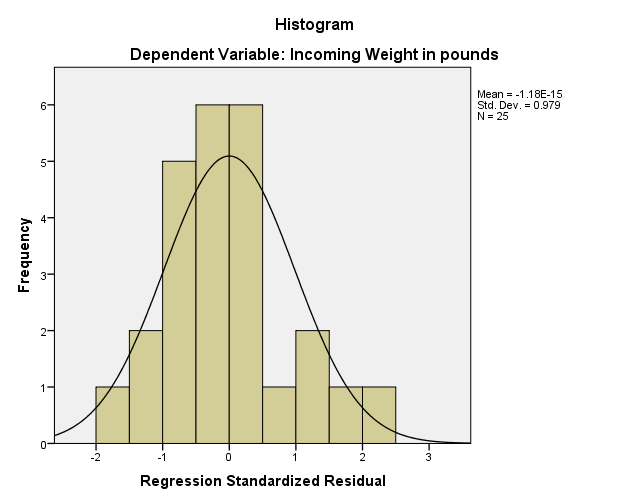 Histogram
Dependent Variable: Incoming Weight in pounds
Mean = -1.18E-15
Std. Dev. = 0.979
N = 25
Frequency
6
5
4
3
2
1
0
-2 -1 0 1 2 3
Regression Standardized Residual